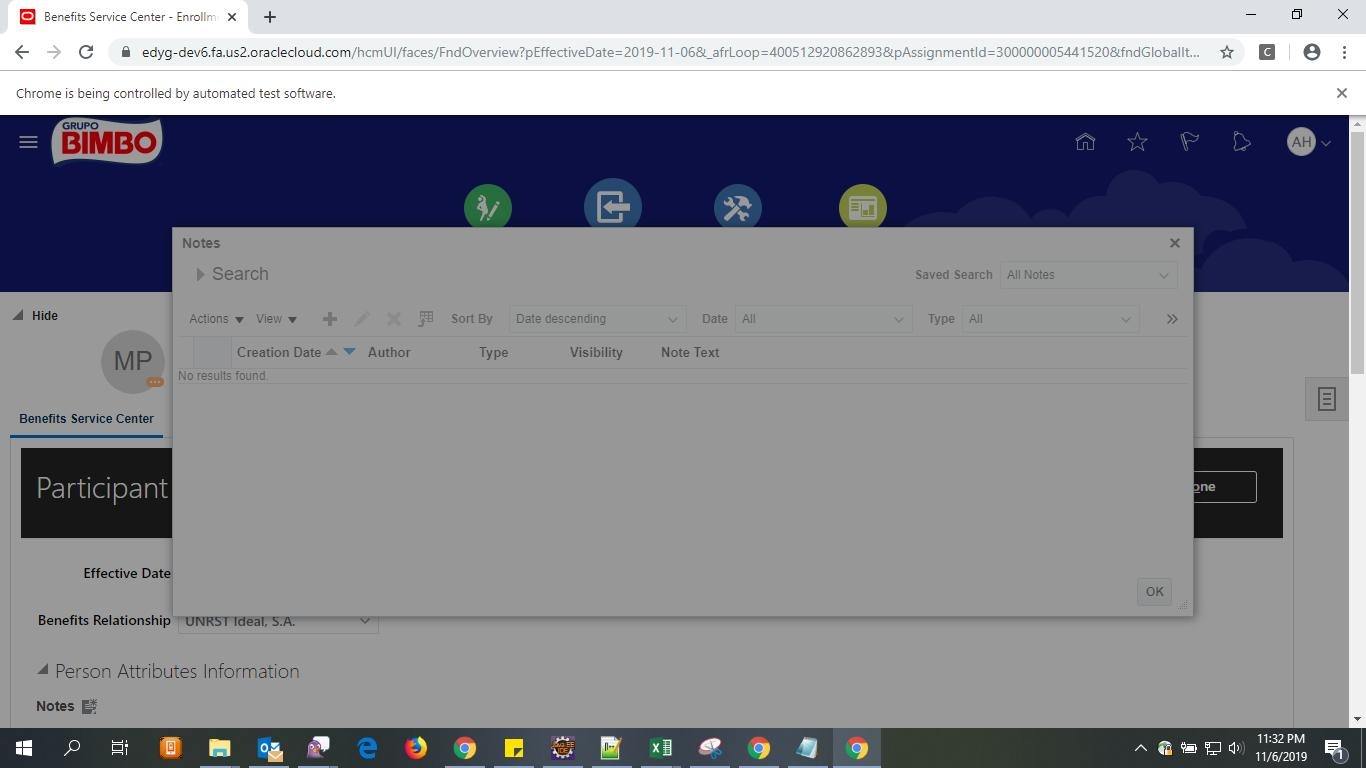 Benefits Service Center - Enrollm
edyg-dev6.fa.us2.oraclecloud.com/hcmUI/faces/FndOverview?pEffectiveDate=2019-11-06&_afrLoop=400512920862893&pAssignmentId=300000005441520&fndGlobalIt...
Chrome is being controlled by automated test software.
GRUPO
BIMBO
AH
Notes
Search
Saved Search All Notes
Actions View Sort By Date descending Date All Type All
Creation Date Author Type Visibility Note Text
No results found.
OK
Hide
MP
Benefits Service Center
Participant
one
Effective Date
Benefits Relationship UNRST Ideal, S.A.
Person Attributes Information
Notes
11:32 PM
11/6/2019
1